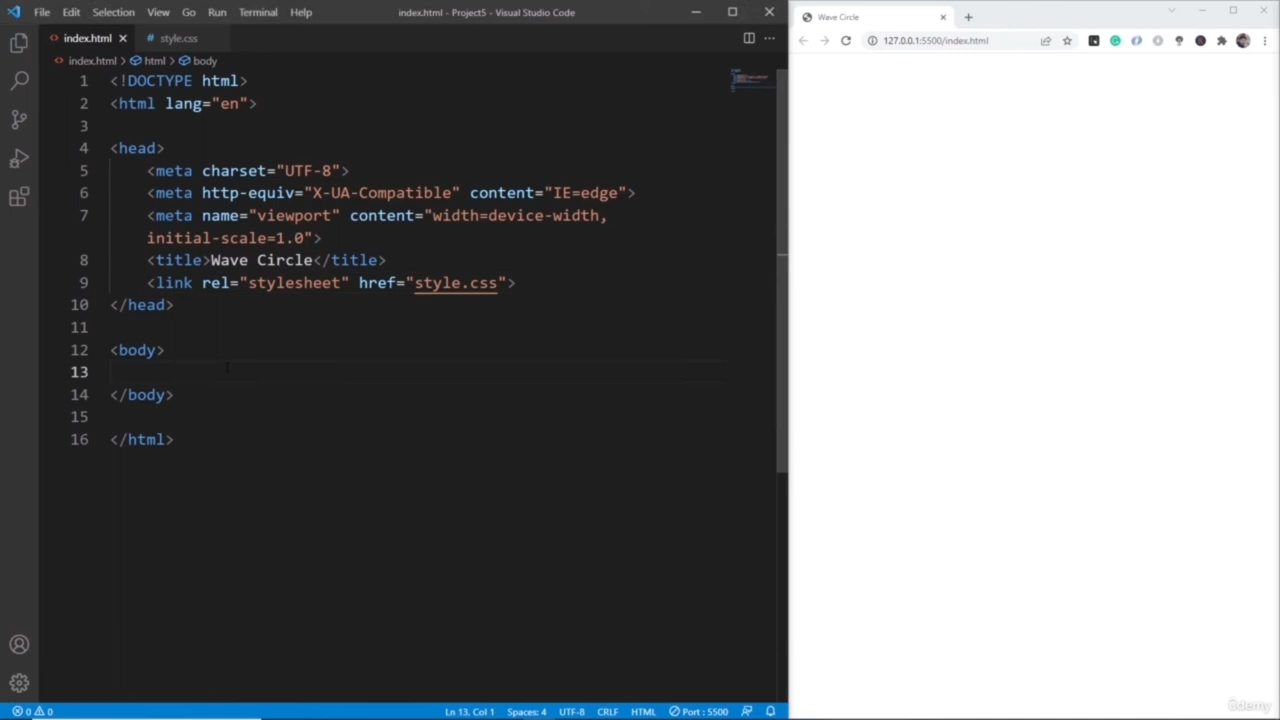 File Edit Selection View Go Run Terminal Help index.html - Project5 - Visual Studio Code
Wave Circle
index.html style.css
127.0.0.1:5500/index.html
index.html > html > body
1 <!DOCTYPE html>
2 <html lang="en">
3
4 <head>
5 <meta charset="UTF-8">
6 <meta http-equiv="X-UA-Compatible" content="IE=edge">
7 <meta name="viewport" content="width=device-width,
initial-scale=1.0">
8 <title>Wave Circle</title>
9 <link rel="stylesheet" href="style.css">
10 </head>
11
12 <body>
13
14 </body>
15
16 </html>
0 0 Ln 13, Col 1 Spaces: 4 UTF-8 CRLF HTML Port : 5500
Udemy